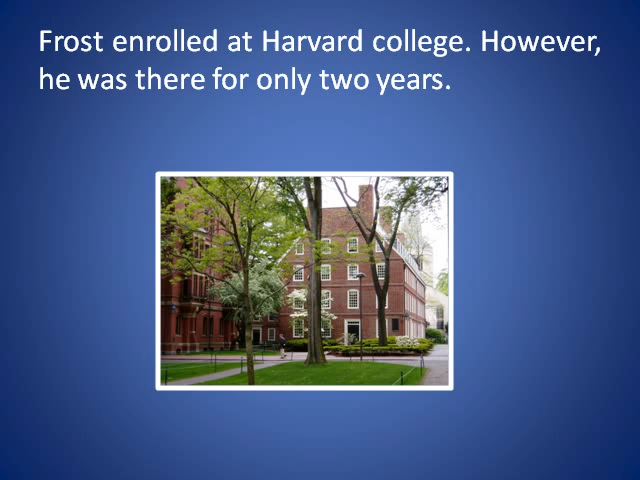 Frost enrolled at Harvard college. However,
he was there for only two years.